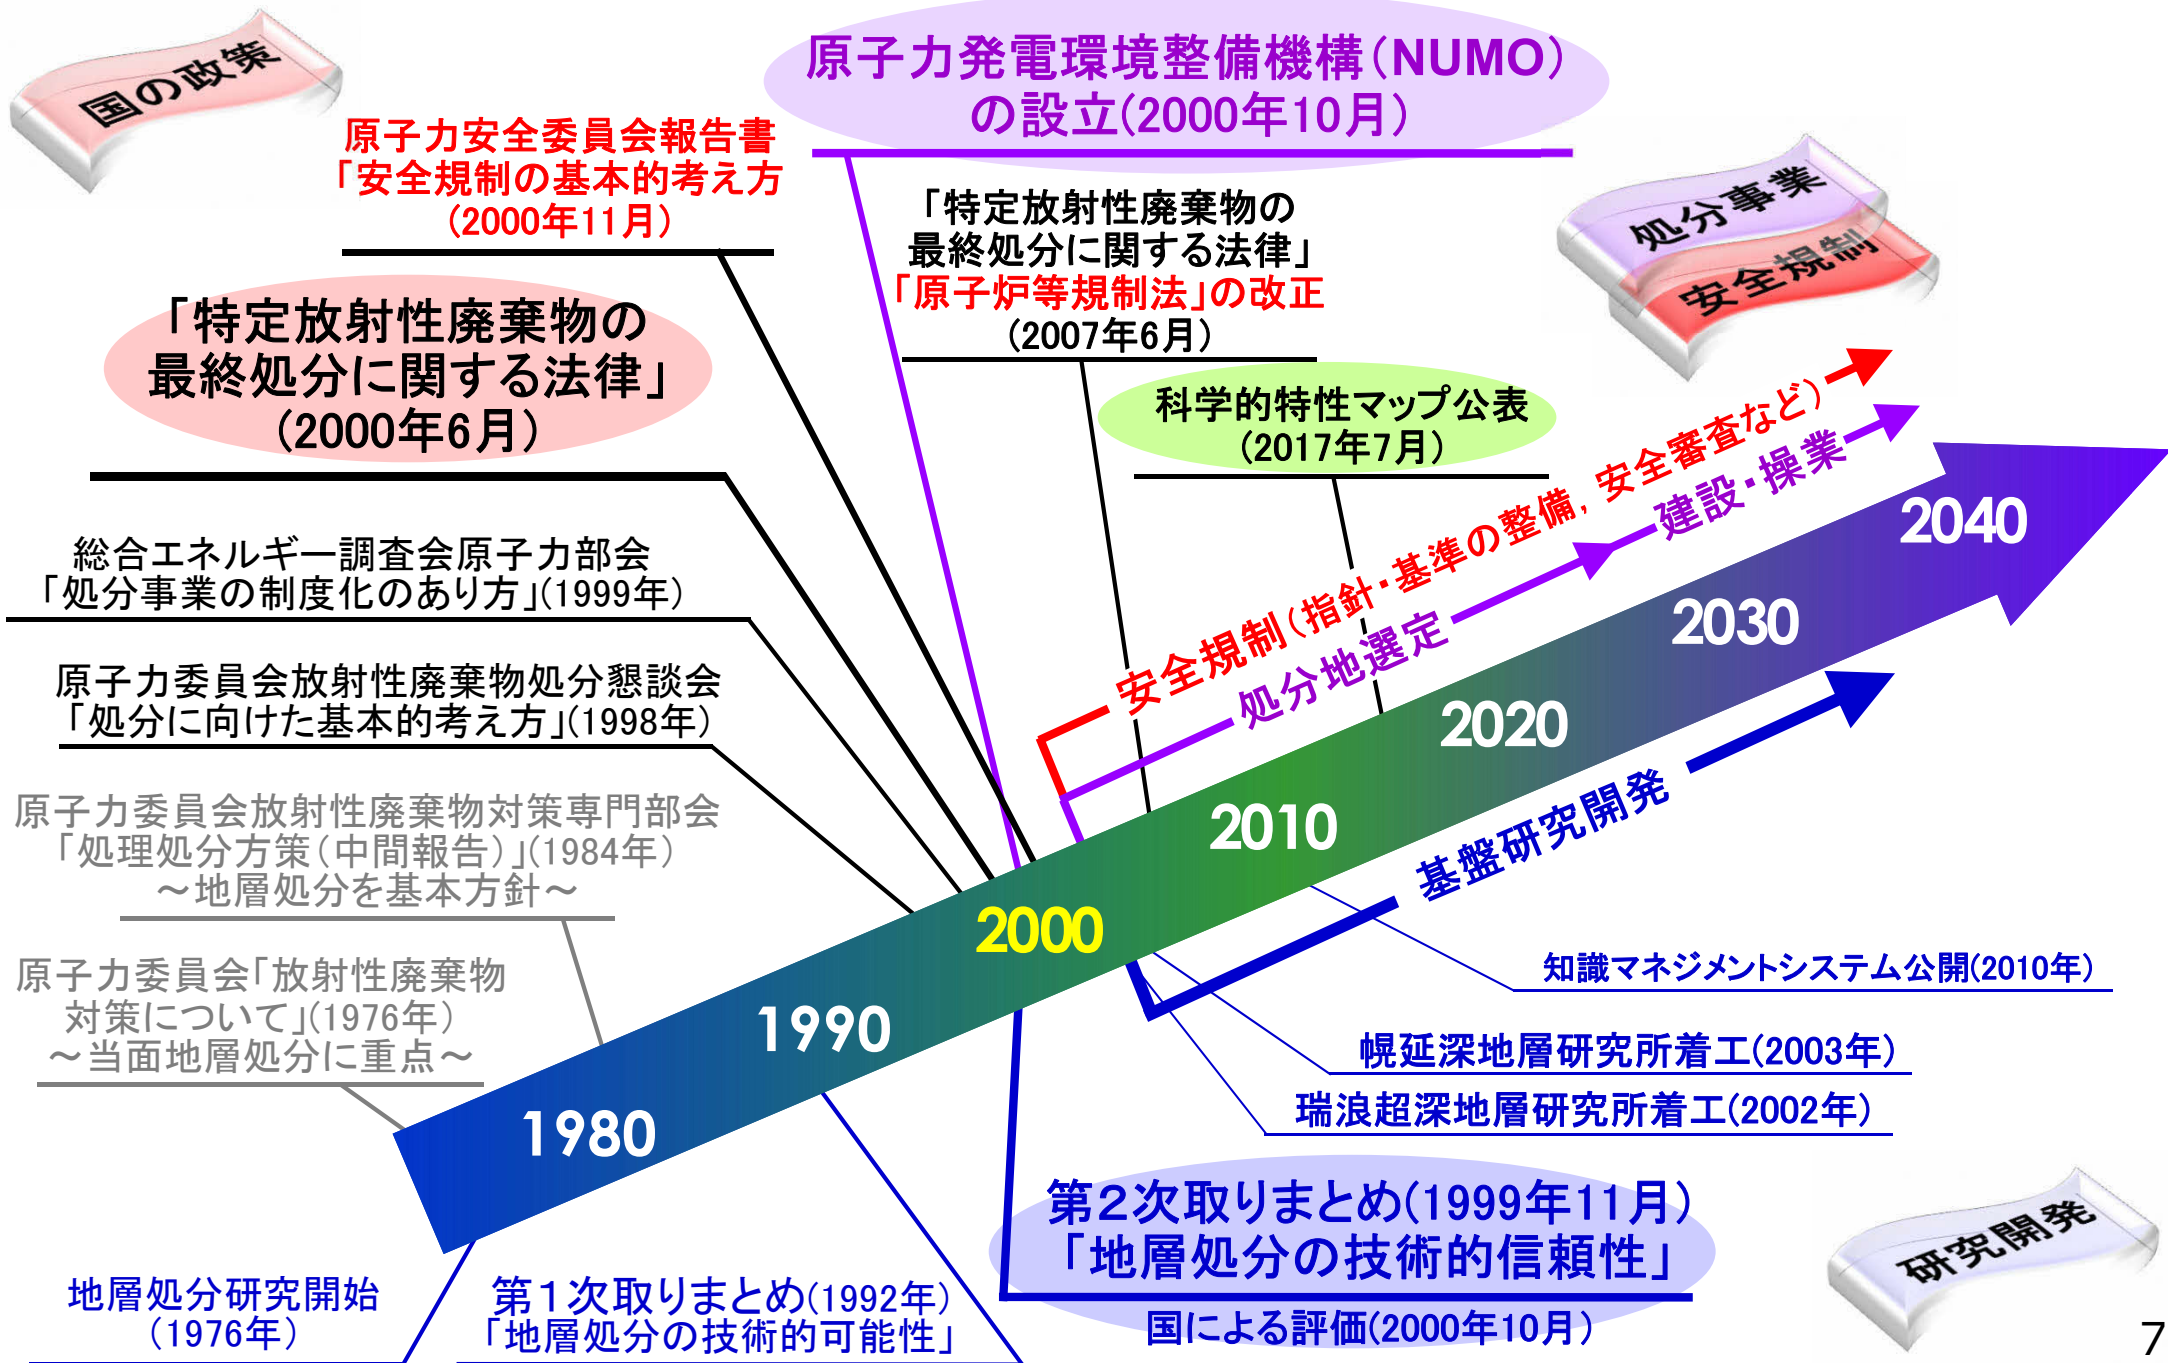 国の政策
原子力発電環境整備機構（NUMO）
の設立(2000年10月）
原子力安全委員会報告書
「安全規制の基本的考え方
(2000年11月）
「特定放射性廃棄物の
最終処分に関する法律」
「原子炉等規制法」の改正
(2007年6月）
処分事業
安全規制
「特定放射性廃棄物の
最終処分に関する法律」
(2000年6月）
科学的特性マップ公表
(2017年7月）
総合エネルギー調査会原子力部会
「処分事業の制度化のあり方」(1999年）
原子力委員会放射性廃棄物処分懇談会
「処分に向けた基本的考え方」(1998年）
原子力委員会放射性廃棄物対策専門部会
「処理処分方策（中間報告）」(1984年）
～地層処分を基本方針～
原子力委員会「放射性廃棄物
対策について」(1976年）
～当面地層処分に重点～
安全規制（指針・基準の整備，安全審査など）
処分地選定
建設・操業
1980
1990
2000
2010
2020
2030
2040
基盤研究開発
知識マネジメントシステム公開(2010年）
幌延深地層研究所着工(2003年）
瑞浪超深地層研究所着工(2002年）
第２次取りまとめ(1999年11月）
「地層処分の技術的信頼性」
国による評価(2000年10月）
地層処分研究開始
（1976年）
第１次取りまとめ(1992年）
「地層処分の技術的可能性」
研究開発
7